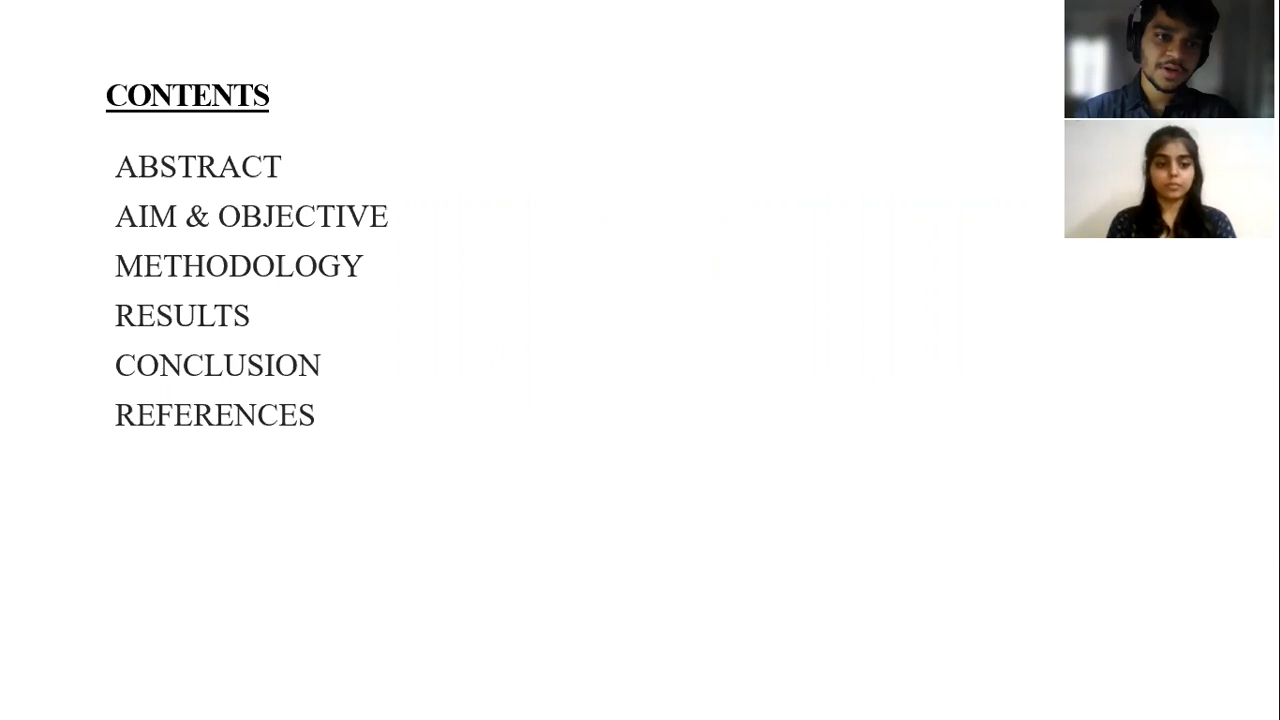 CONTENTS
ABSTRACT
AIM & OBJECTIVE
METHODOLOGY
RESULTS
CONCLUSION
REFERENCES